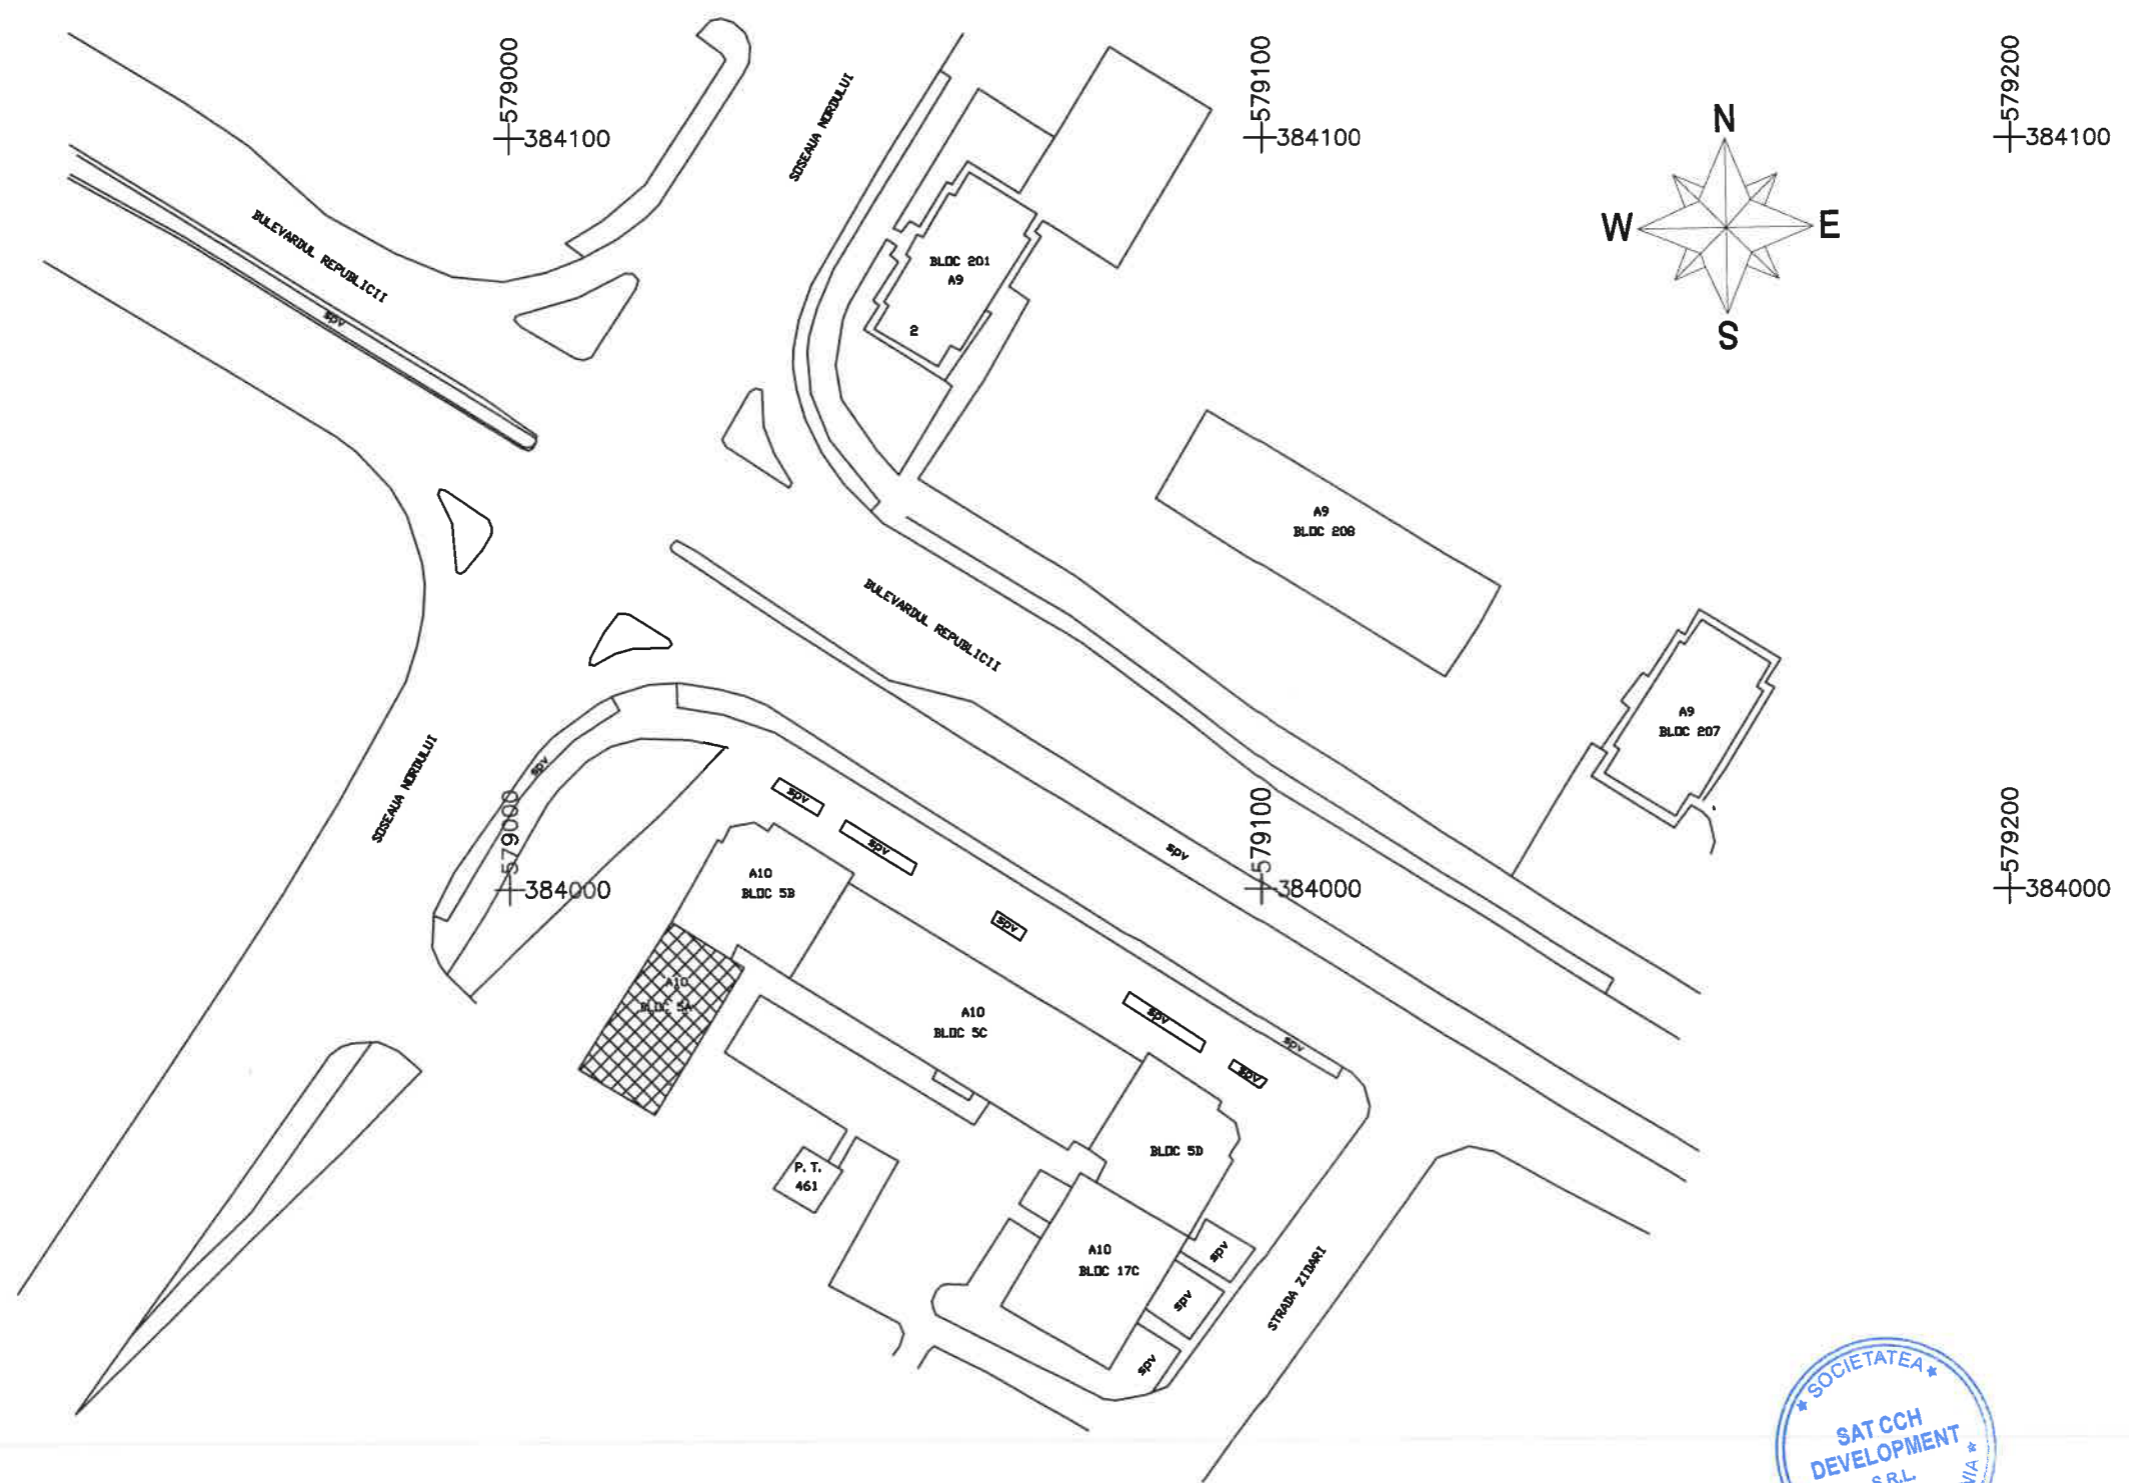 579000
384100
SOSEAUA NORDULUI
579100
384100
579200
384100
N
W
E
S
BULEVARDUL REPUBLICII
spv
BLOC 201
A9
2
A9
BLOC 208
BULEVARDUL REPUBLICII
A9
BLOC 207
SOSEAUA NORDULUI
spv
579000
384000
spv
spv
A10
BLOC 5B
spv
579100
384000
579200
384000
spv
A10
BLOC 5A
A10
BLOC 5C
spv
spv
spv
BLOC 5D
P. T.
461
A10
BLOC 17C
spv
spv
spv
STRADA ZIDARI
SOCIETATEA
SAT CCH
DEVELOPMENT
S.R.L.